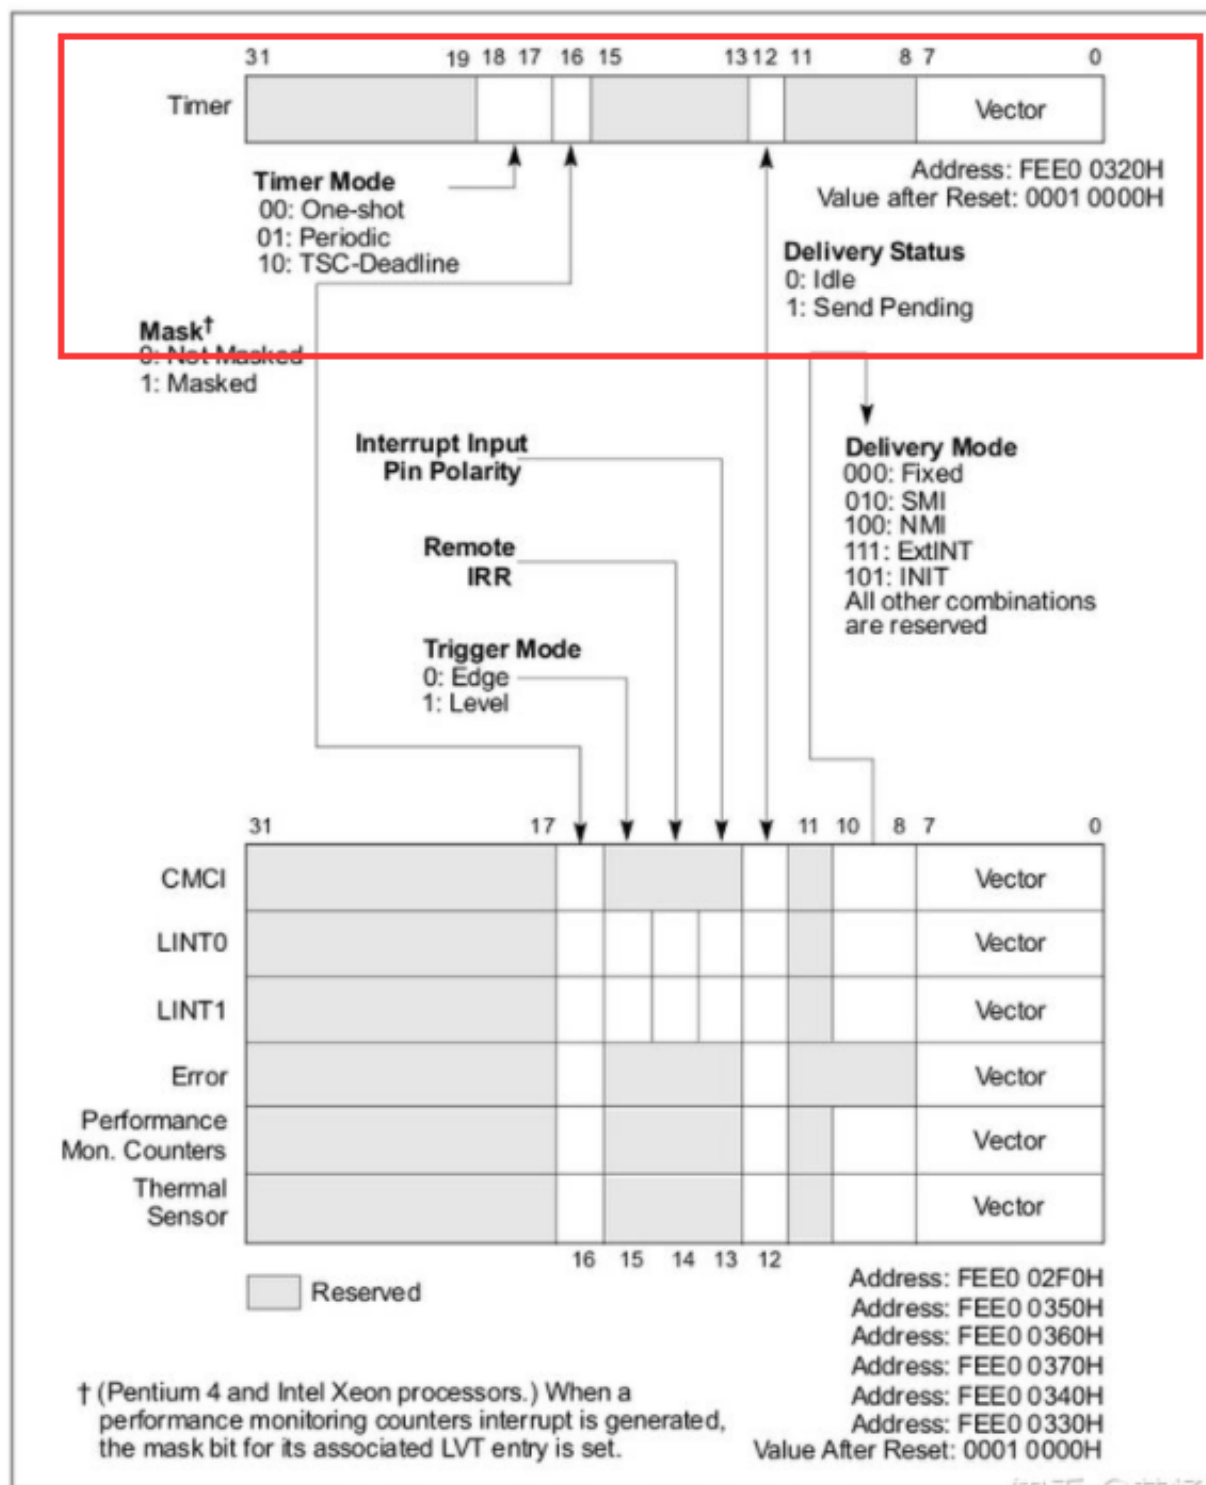 31 19 18 17 16 15 13 12 11 8 7 0
Timer Vector
Address: FEE0 0320H
Value after Reset: 0001 0000H
Timer Mode
00: One-shot
01: Periodic
10: TSC-Deadline
Delivery Status
0: Idle
1: Send Pending
Mask†
0: Not Masked
1: Masked
Interrupt Input
Pin Polarity
Delivery Mode
000: Fixed
010: SMI
100: NMI
111: ExtINT
101: INIT
All other combinations
are reserved
Remote
IRR
Trigger Mode
0: Edge
1: Level
31 17 11 10 8 7 0
CMCI Vector
LINT0 Vector
LINT1 Vector
Error Vector
Performance
Mon. Counters Vector
Thermal
Sensor Vector
16 15 14 13 12
Reserved
Address: FEE0 02F0H
Address: FEE0 0350H
Address: FEE0 0360H
Address: FEE0 0370H
Address: FEE0 0340H
Address: FEE0 0330H
Value After Reset: 0001 0000H
† (Pentium 4 and Intel Xeon processors.) When a
performance monitoring counters interrupt is generated,
the mask bit for its associated LVT entry is set.